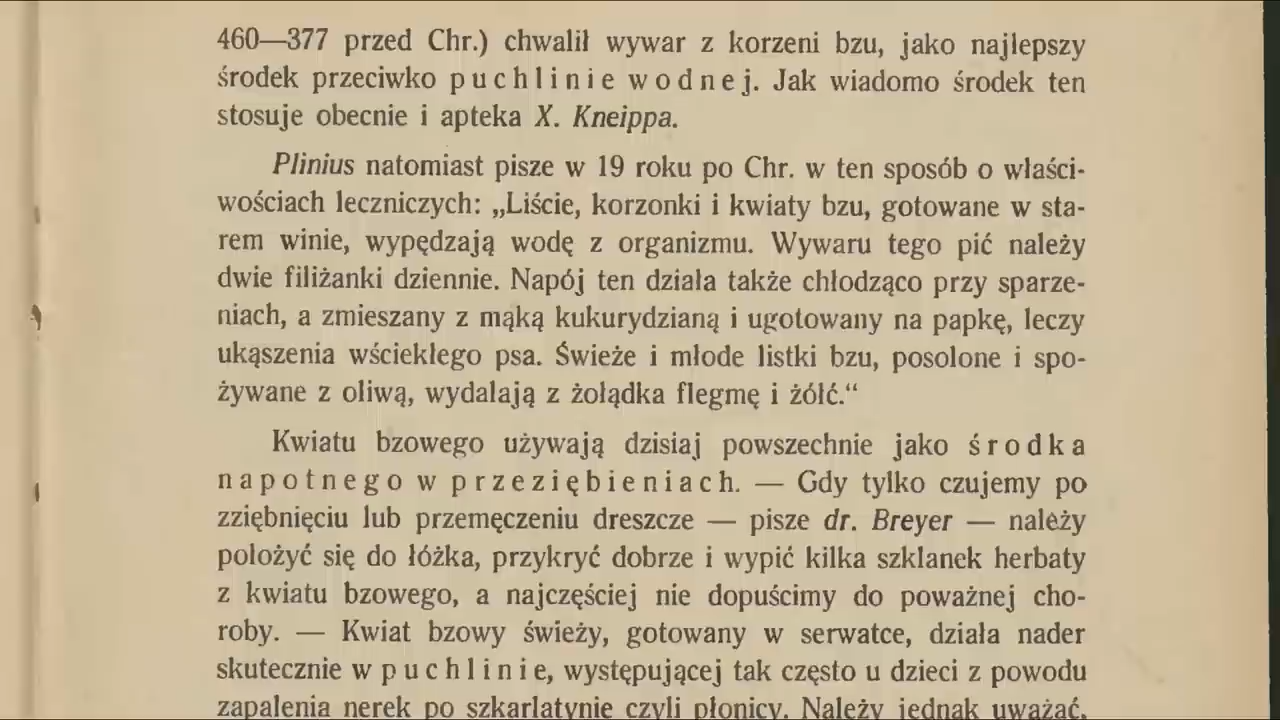 460—377 przed Chr.) chwalił wywar z korzeni bzu, jako najlepszy
środek przeciwko puchlinie wodnej. Jak wiadomo środek ten
stosuje obecnie i apteka X. Kneippa.
Plinius natomiast pisze w 19 roku po Chr. w ten sposób o właści-
wościach leczniczych: „Liście, korzonki i kwiaty bzu, gotowane w sta-
rem winie, wypędzają wodę z organizmu. Wywaru tego pić należy
dwie filiżanki dziennie. Napój ten działa także chłodząco przy sparze-
niach, a zmieszany z mąką kukurydzianą i ugotowany na papkę, leczy
ukąszenia wściekłego psa. Świeże i młode listki bzu, posolone i spo-
żywane z oliwą, wydalają z żołądka flegmę i żółć.“
Kwiatu bzowego używają dzisiaj powszechnie jako środka
napotnego w przeziębieniach. — Gdy tylko czujemy po
zziębnięciu lub przemęczeniu dreszcze — pisze dr. Breyer — należy
położyć się do łóżka, przykryć dobrze i wypić kilka szklanek herbaty
z kwiatu bzowego, a najczęściej nie dopuścimy do poważnej cho-
roby. — Kwiat bzowy świeży, gotowany w serwatce, działa nader
skutecznie w puchlinie, występującej tak często u dzieci z powodu
zapalenia nerek po szkarlatynie czyli płonicy. Należy jednak uważać,